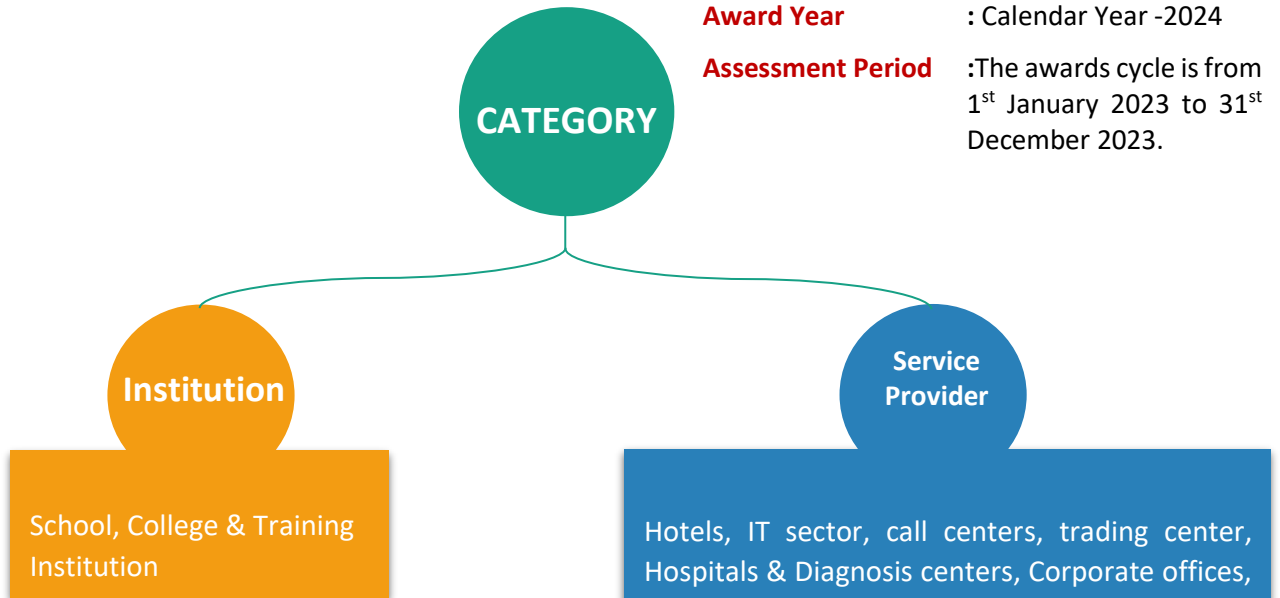 Award Year : Calendar Year -2024
Assessment Period :The awards cycle is from
1st January 2023 to 31st
December 2023.
CATEGORY
Institution
Service
Provider
School, College & Training
Institution
Hotels, IT sector, call centers, trading center,
Hospitals & Diagnosis centers, Corporate offices,